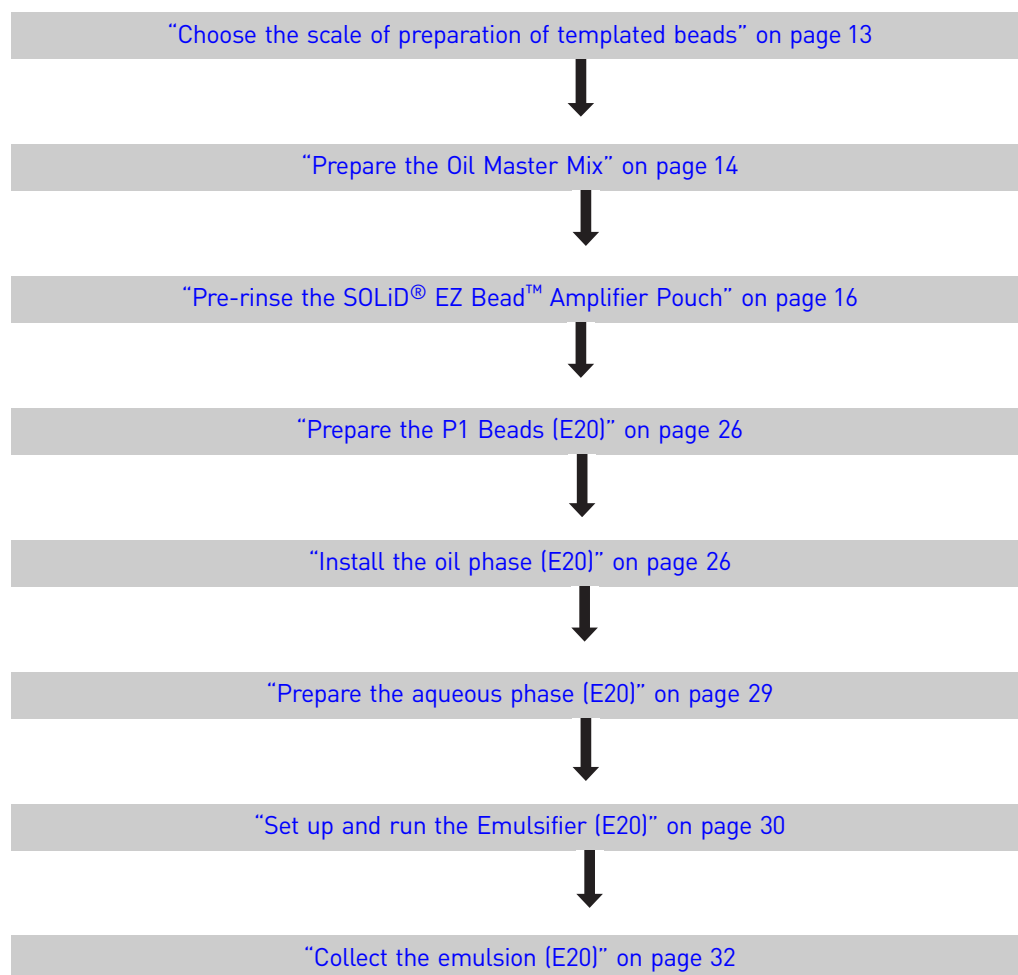 “Choose the scale of preparation of templated beads” on page 13
“Prepare the Oil Master Mix” on page 14
“Pre-rinse the SOLiD® EZ Bead™ Amplifier Pouch” on page 16
“Prepare the P1 Beads (E20)” on page 26
“Install the oil phase (E20)” on page 26
“Prepare the aqueous phase (E20)” on page 29
“Set up and run the Emulsifier (E20)” on page 30
“Collect the emulsion (E20)” on page 32